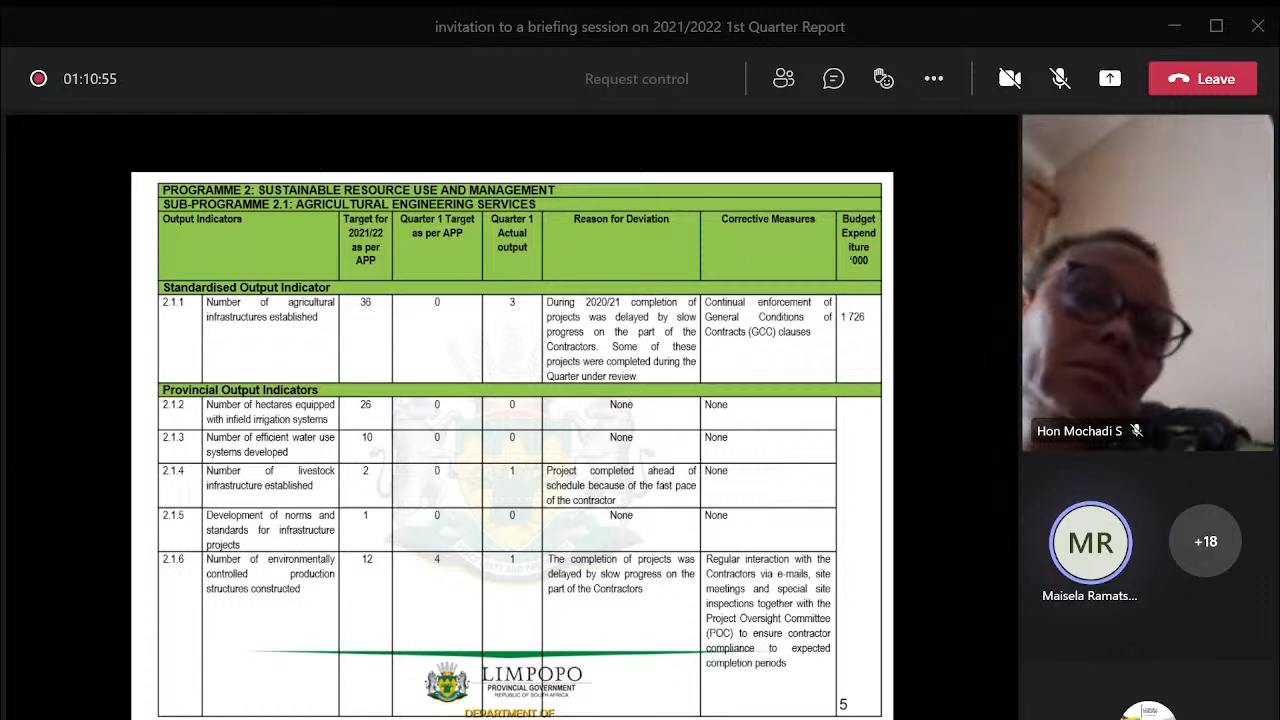 invitation to a briefing session on 2021/2022 1st Quarter Report
01:10:55
Request control
Leave
PROGRAMME 2: SUSTAINABLE RESOURCE USE AND MANAGEMENT
SUB-PROGRAMME 2.1: AGRICULTURAL ENGINEERING SERVICES
Output Indicators
Target for
2021/22
as per
APP
Quarter 1 Target
as per APP
Quarter 1
Actual
output
Reason for Deviation
Corrective Measures
Budget
Expend
iture
'000
Standardised Output Indicator
2.1.1
Number of agricultural
infrastructures established
36
0
3
During 2020/21 completion of
projects was delayed by slow
progress on the part of the
Contractors. Some of these
projects were completed during the
Quarter under review
Continual enforcement of
General Conditions of
Contracts (GCC) clauses
1 726
Provincial Output Indicators
2.1.2
Number of hectares equipped
with infield irrigation systems
26
0
0
None
None
2.1.3
Number of efficient water use
systems developed
10
0
0
None
None
2.1.4
Number of livestock
infrastructure established
2
0
1
Project completed ahead of
schedule because of the fast pace
of the contractor
None
2.1.5
Development of norms and
standards for infrastructure
projects
1
0
0
None
None
2.1.6
Number of environmentally
controlled production
structures constructed
12
4
1
The completion of projects was
delayed by slow progress on the
part of the Contractors
Regular interaction with the
Contractors via e-mails, site
meetings and special site
inspections together with the
Project Oversight Committee
(POC) to ensure contractor
compliance to expected
completion periods
LIMPOPO
PROVINCIAL GOVERNMENT
REPUBLIC OF SOUTH AFRICA
DEPARTMENT OF
5
Hon Mochadi S
MR
Maisela Ramats...
+18